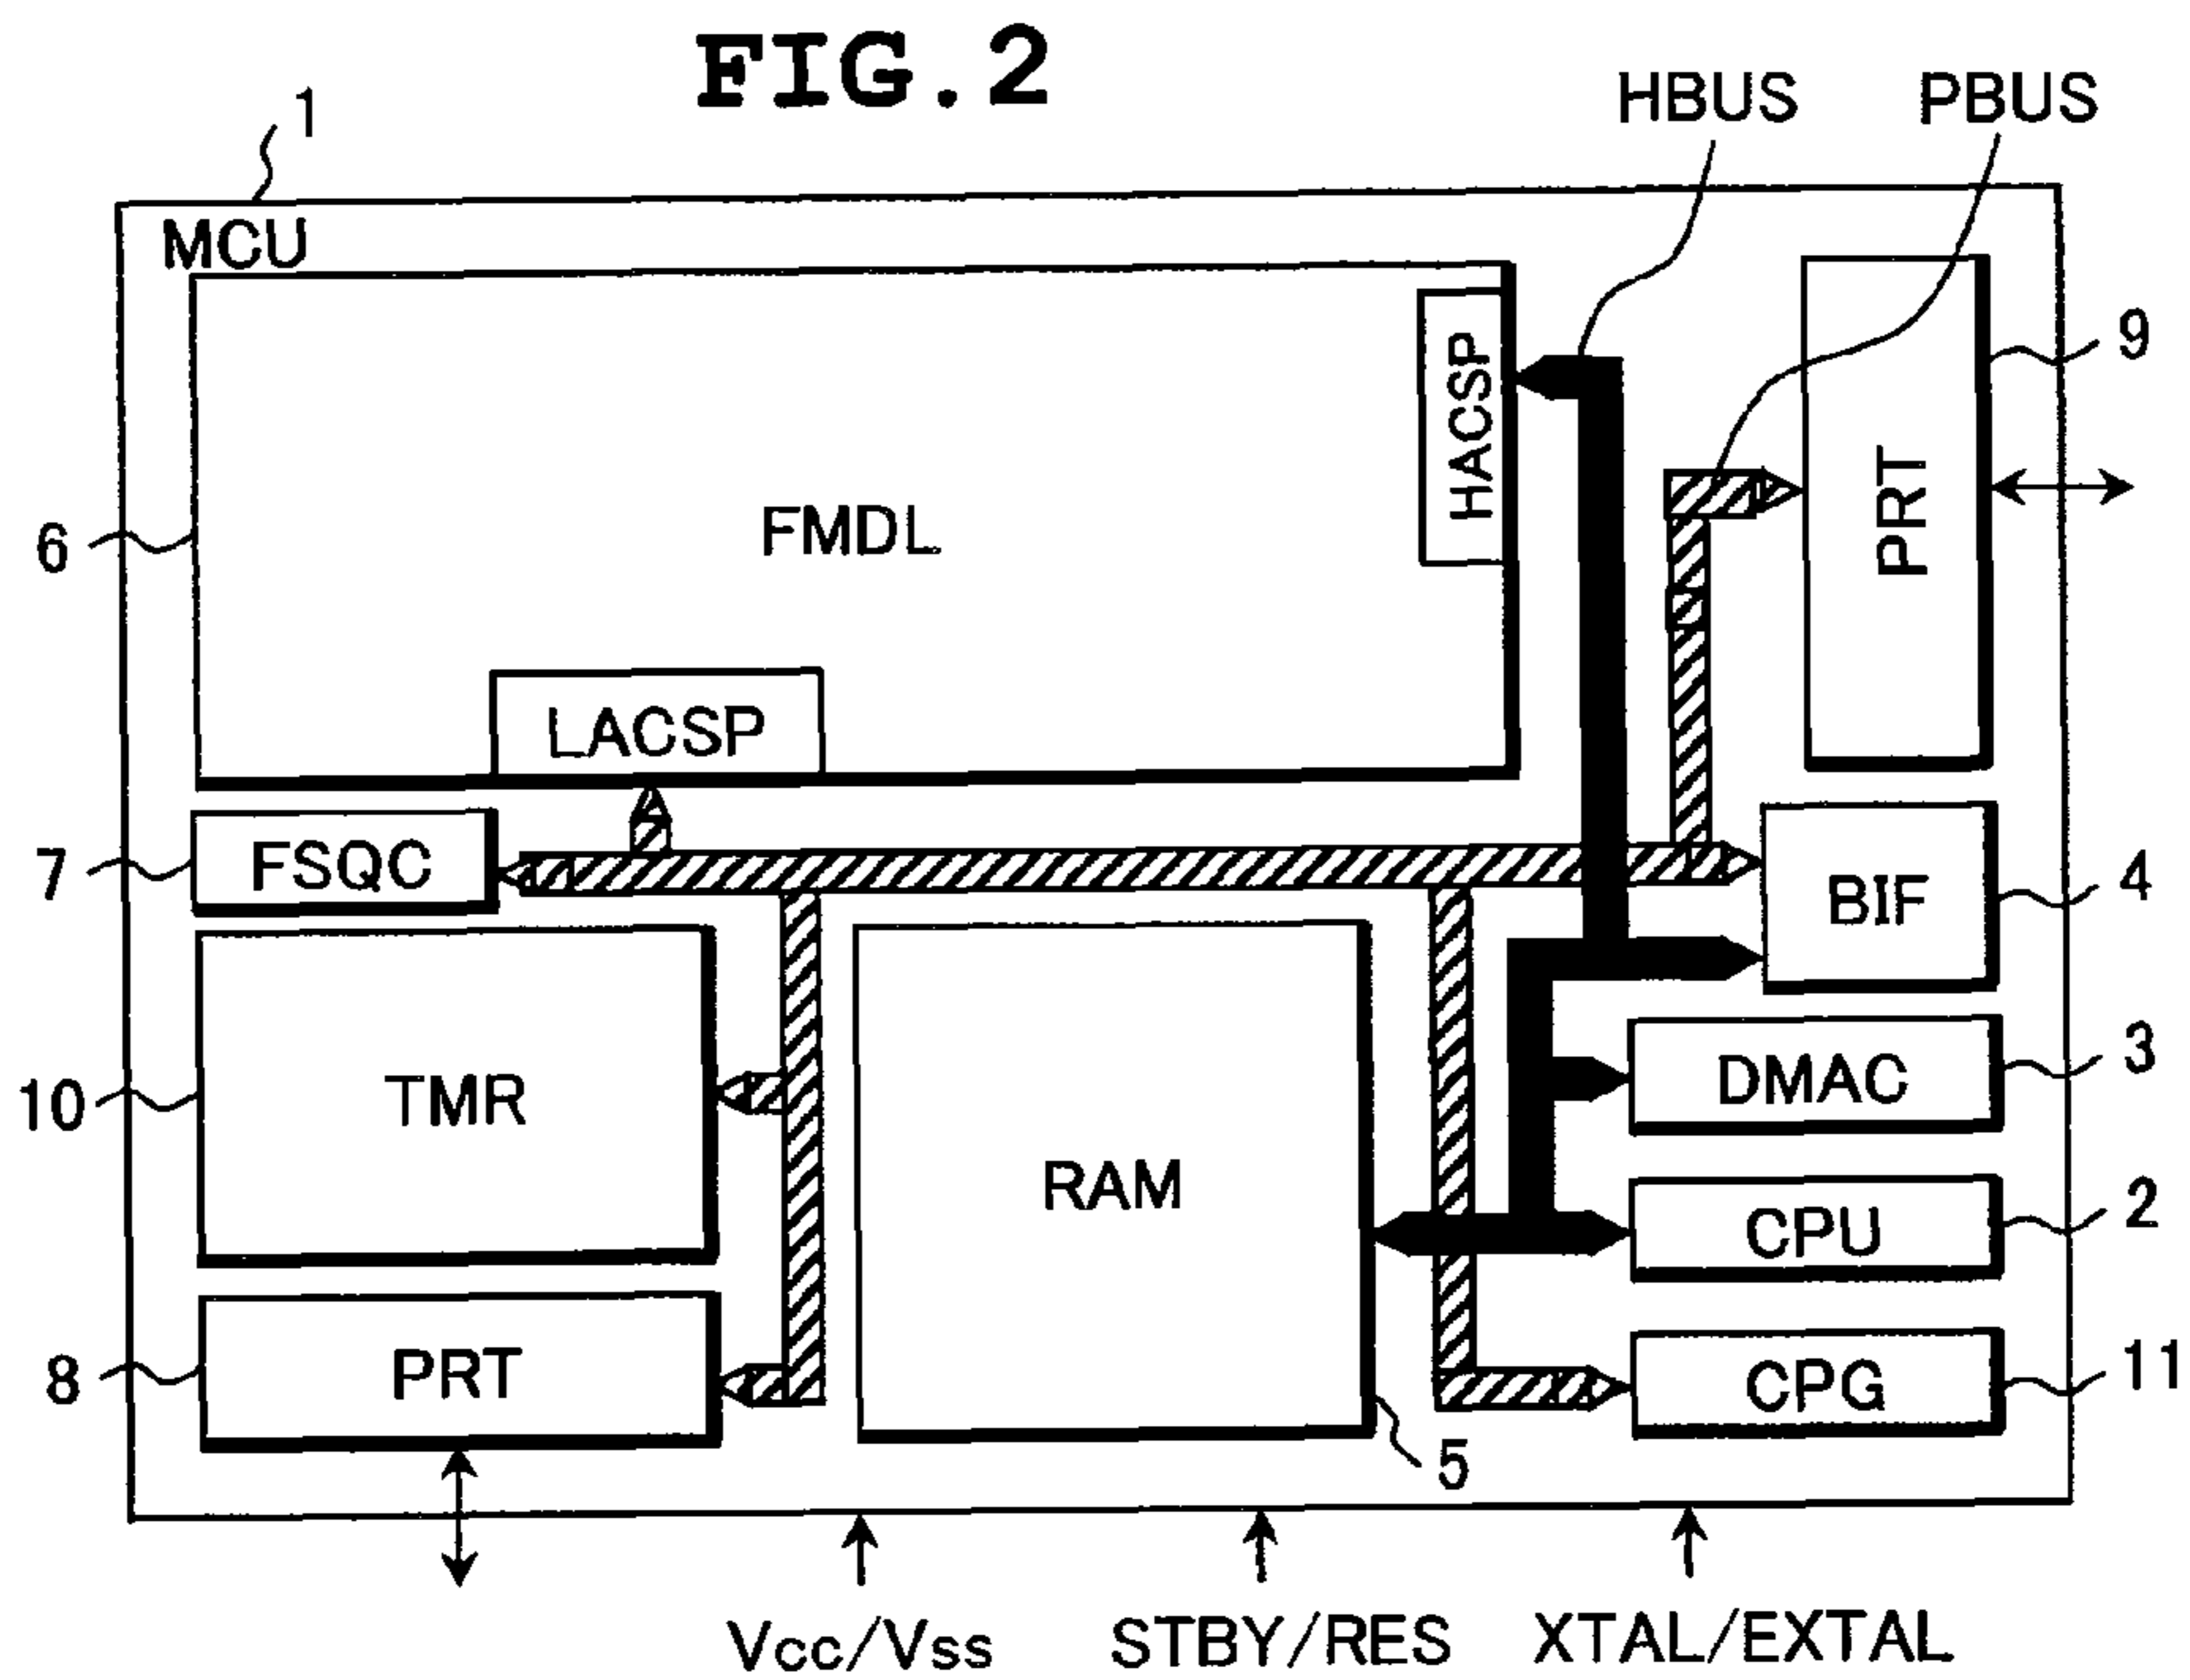 FIG.2
HBUS PBUS
1
MCU
9
HACSP
PRT
6
FMDL
LACSP
7
FSQC
4
BIF
10
TMR
3
DMAC
RAM
2
CPU
8
PRT
11
CPG
5
Vcc/Vss STBY/RES XTAL/EXTAL